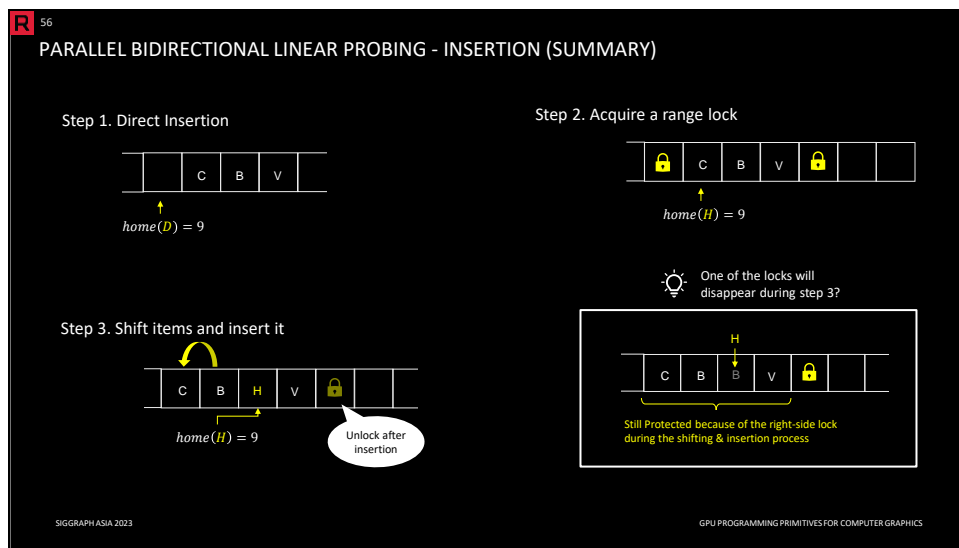 R
56
PARALLEL BIDIRECTIONAL LINEAR PROBING - INSERTION (SUMMARY)
Step 1. Direct Insertion
C B V
home(D) = 9
Step 2. Acquire a range lock
C B V
home(H) = 9
One of the locks will
disappear during step 3?
H
C B B V
Still Protected because of the right-side lock
during the shifting & insertion process
Step 3. Shift items and insert it
C B H V
home(H) = 9
Unlock after
insertion
SIGGRAPH ASIA 2023
GPU PROGRAMMING PRIMITIVES FOR COMPUTER GRAPHICS